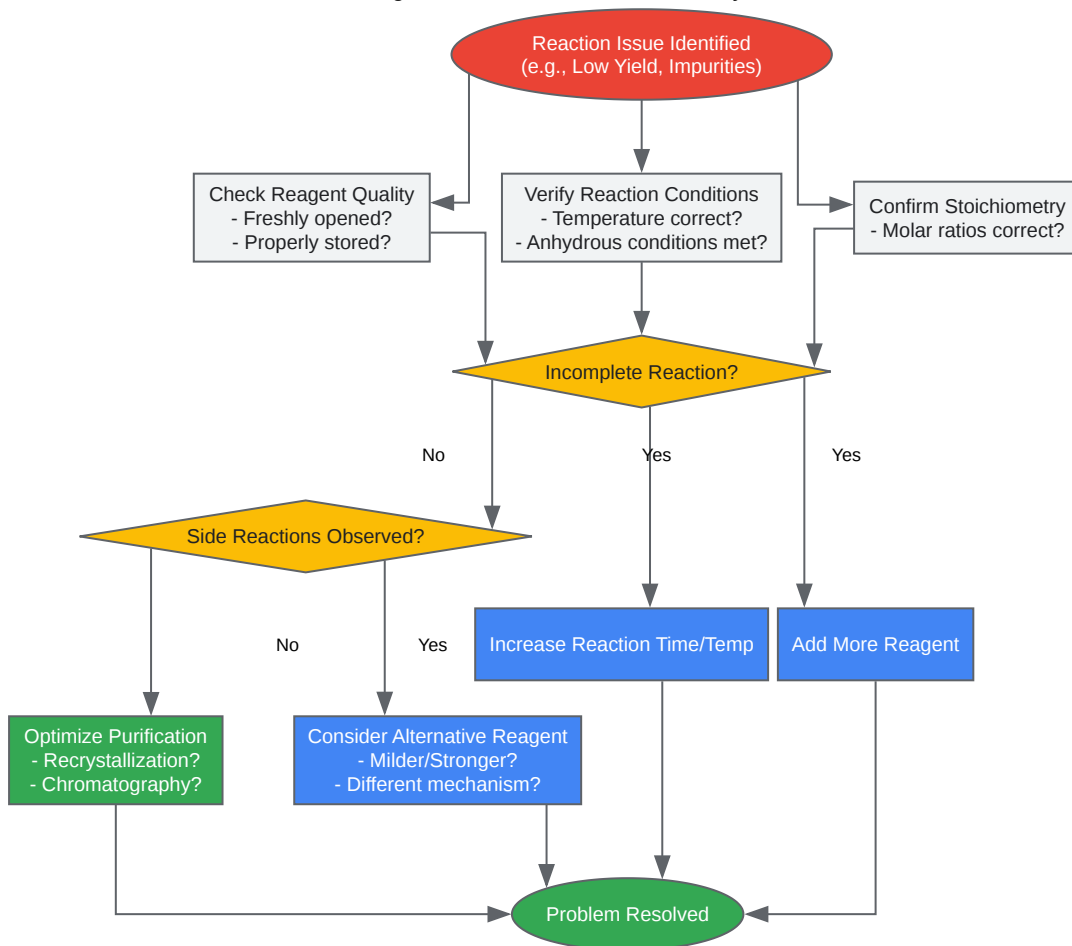 Reaction Issue Identified
(e.g., Low Yield, Impurities)
Check Reagent Quality
- Freshly opened?
- Properly stored?
Verify Reaction Conditions
- Temperature correct?
- Anhydrous conditions met?
Confirm Stoichiometry
- Molar ratios correct?
Incomplete Reaction?
No
Yes
Yes
Side Reactions Observed?
No
Yes
Increase Reaction Time/Temp
Add More Reagent
Optimize Purification
- Recrystallization?
- Chromatography?
Consider Alternative Reagent
- Milder/Stronger?
- Different mechanism?
Problem Resolved